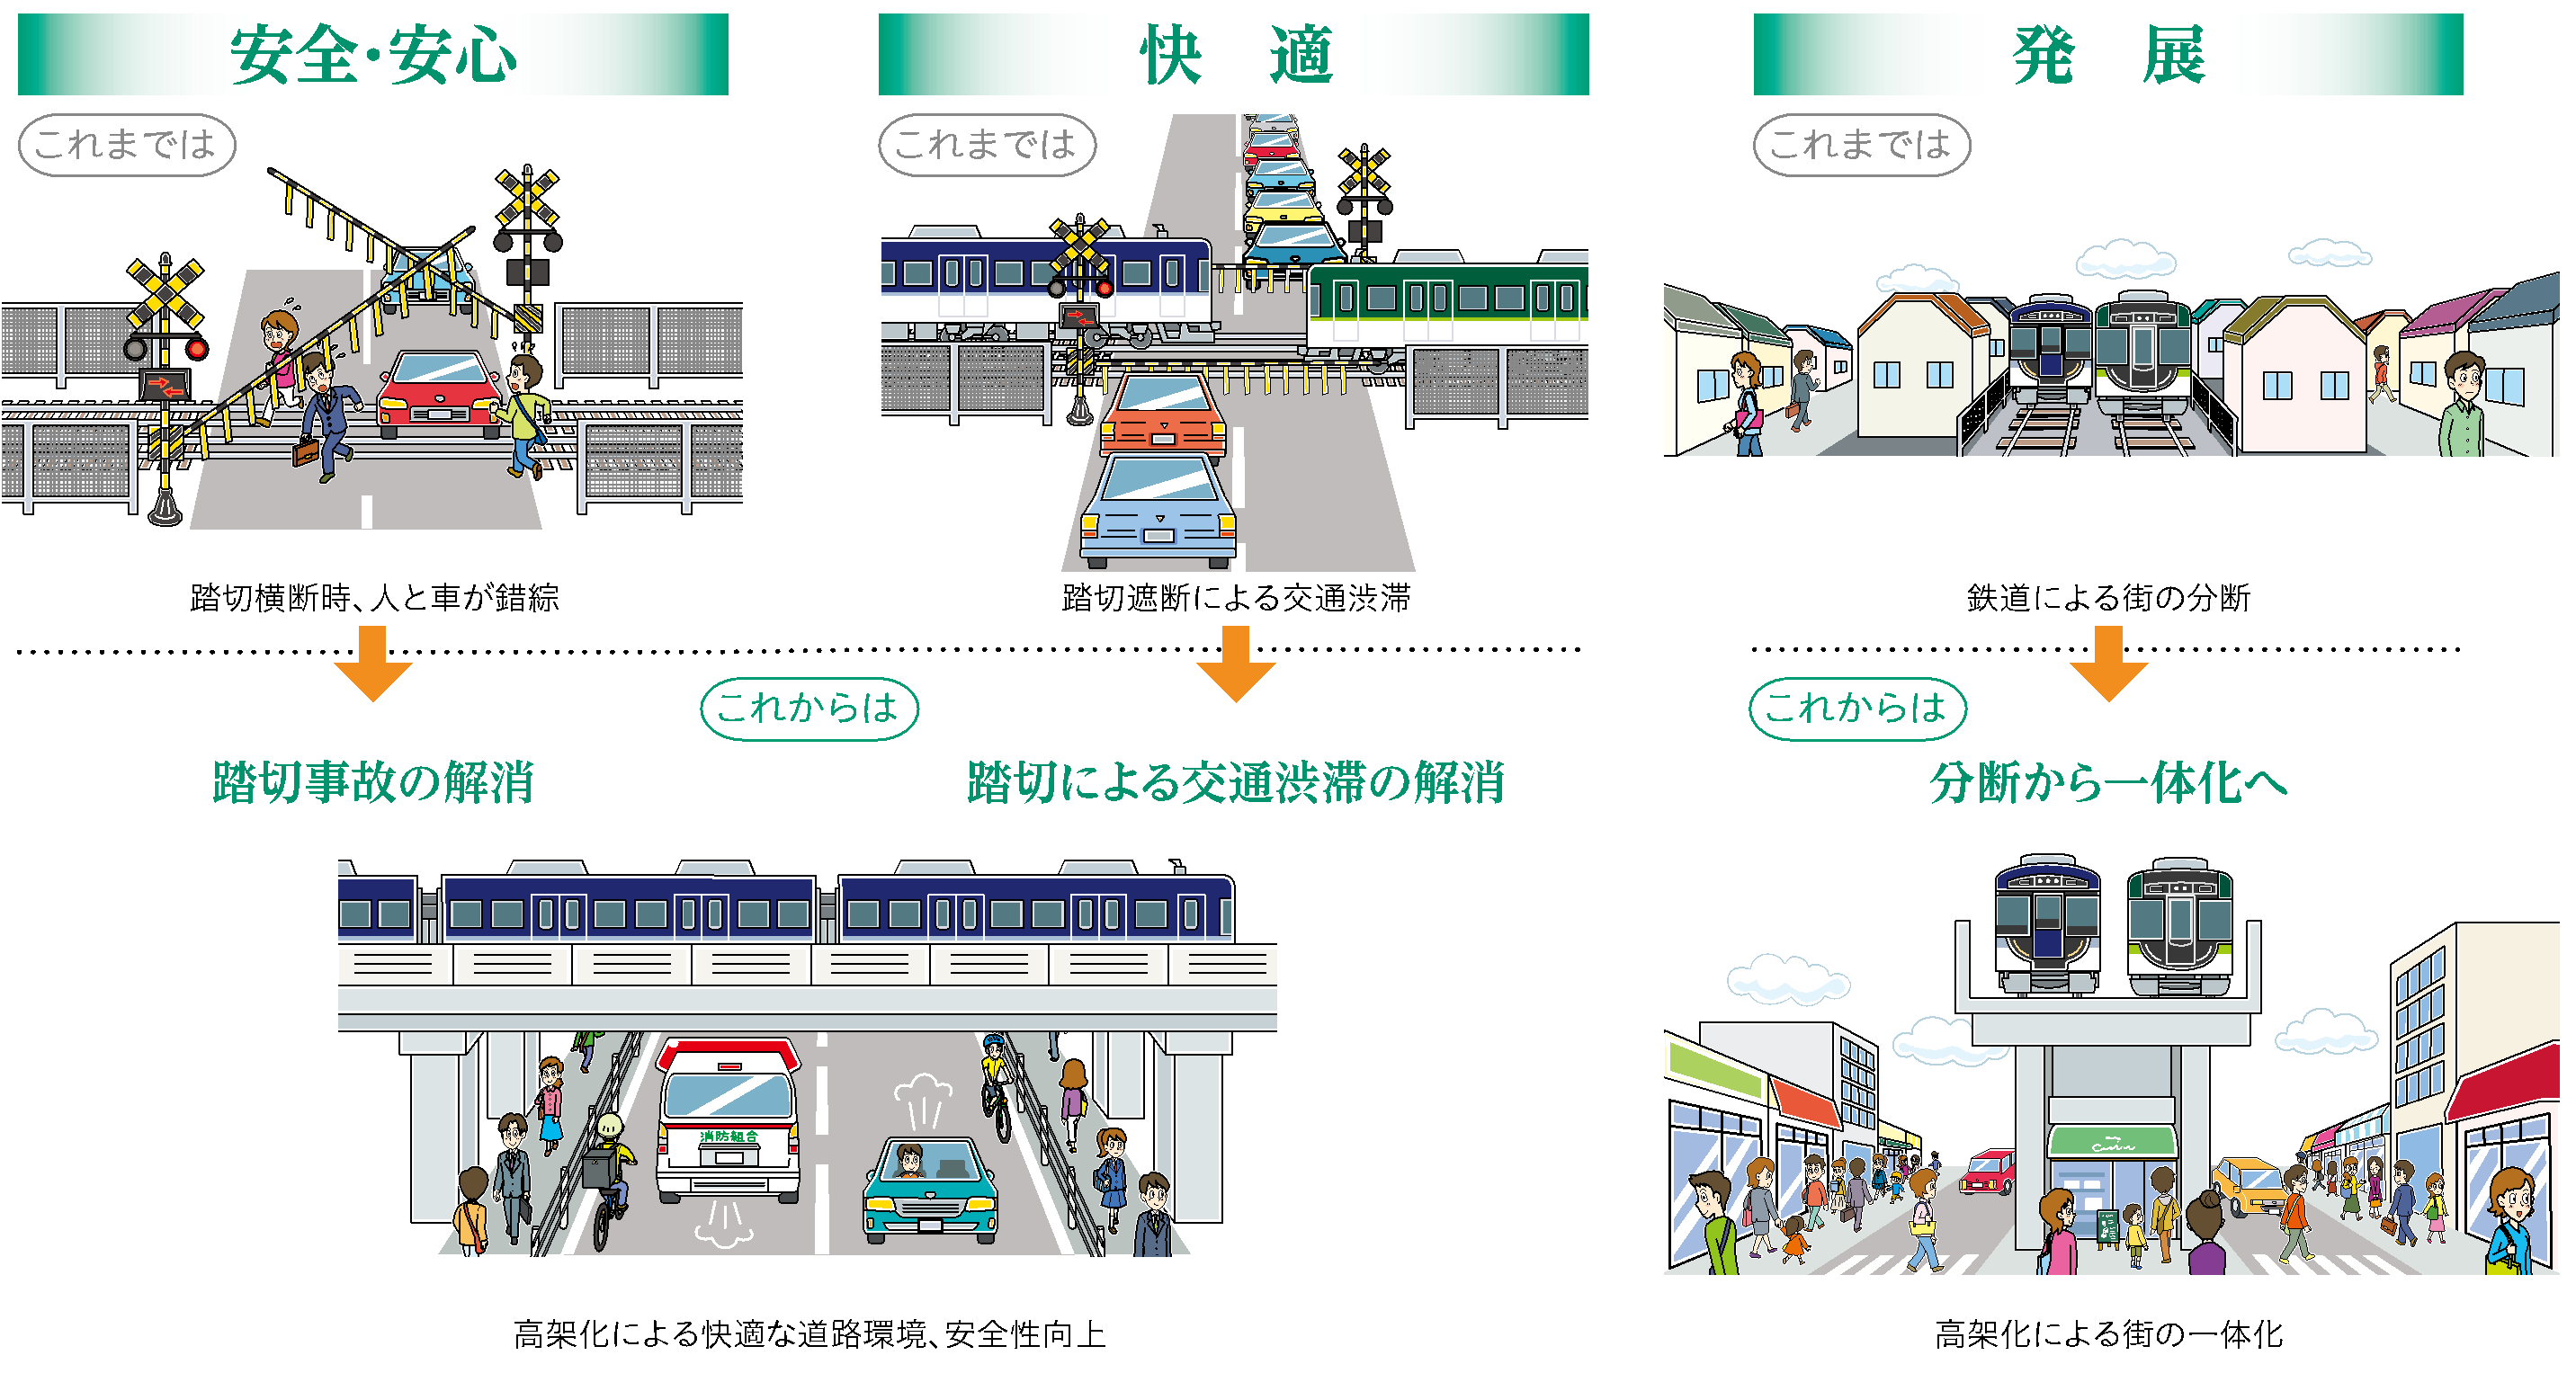 安全・安心
快　適
発　展
これまでは
これまでは
これまでは
踏切横断時、人と車が錯綜
踏切遮断による交通渋滞
鉄道による街の分断
これからは
これからは
踏切事故の解消
踏切による交通渋滞の解消
分断から一体化へ
消防組合
高架化による快適な道路環境、安全性向上
高架化による街の一体化